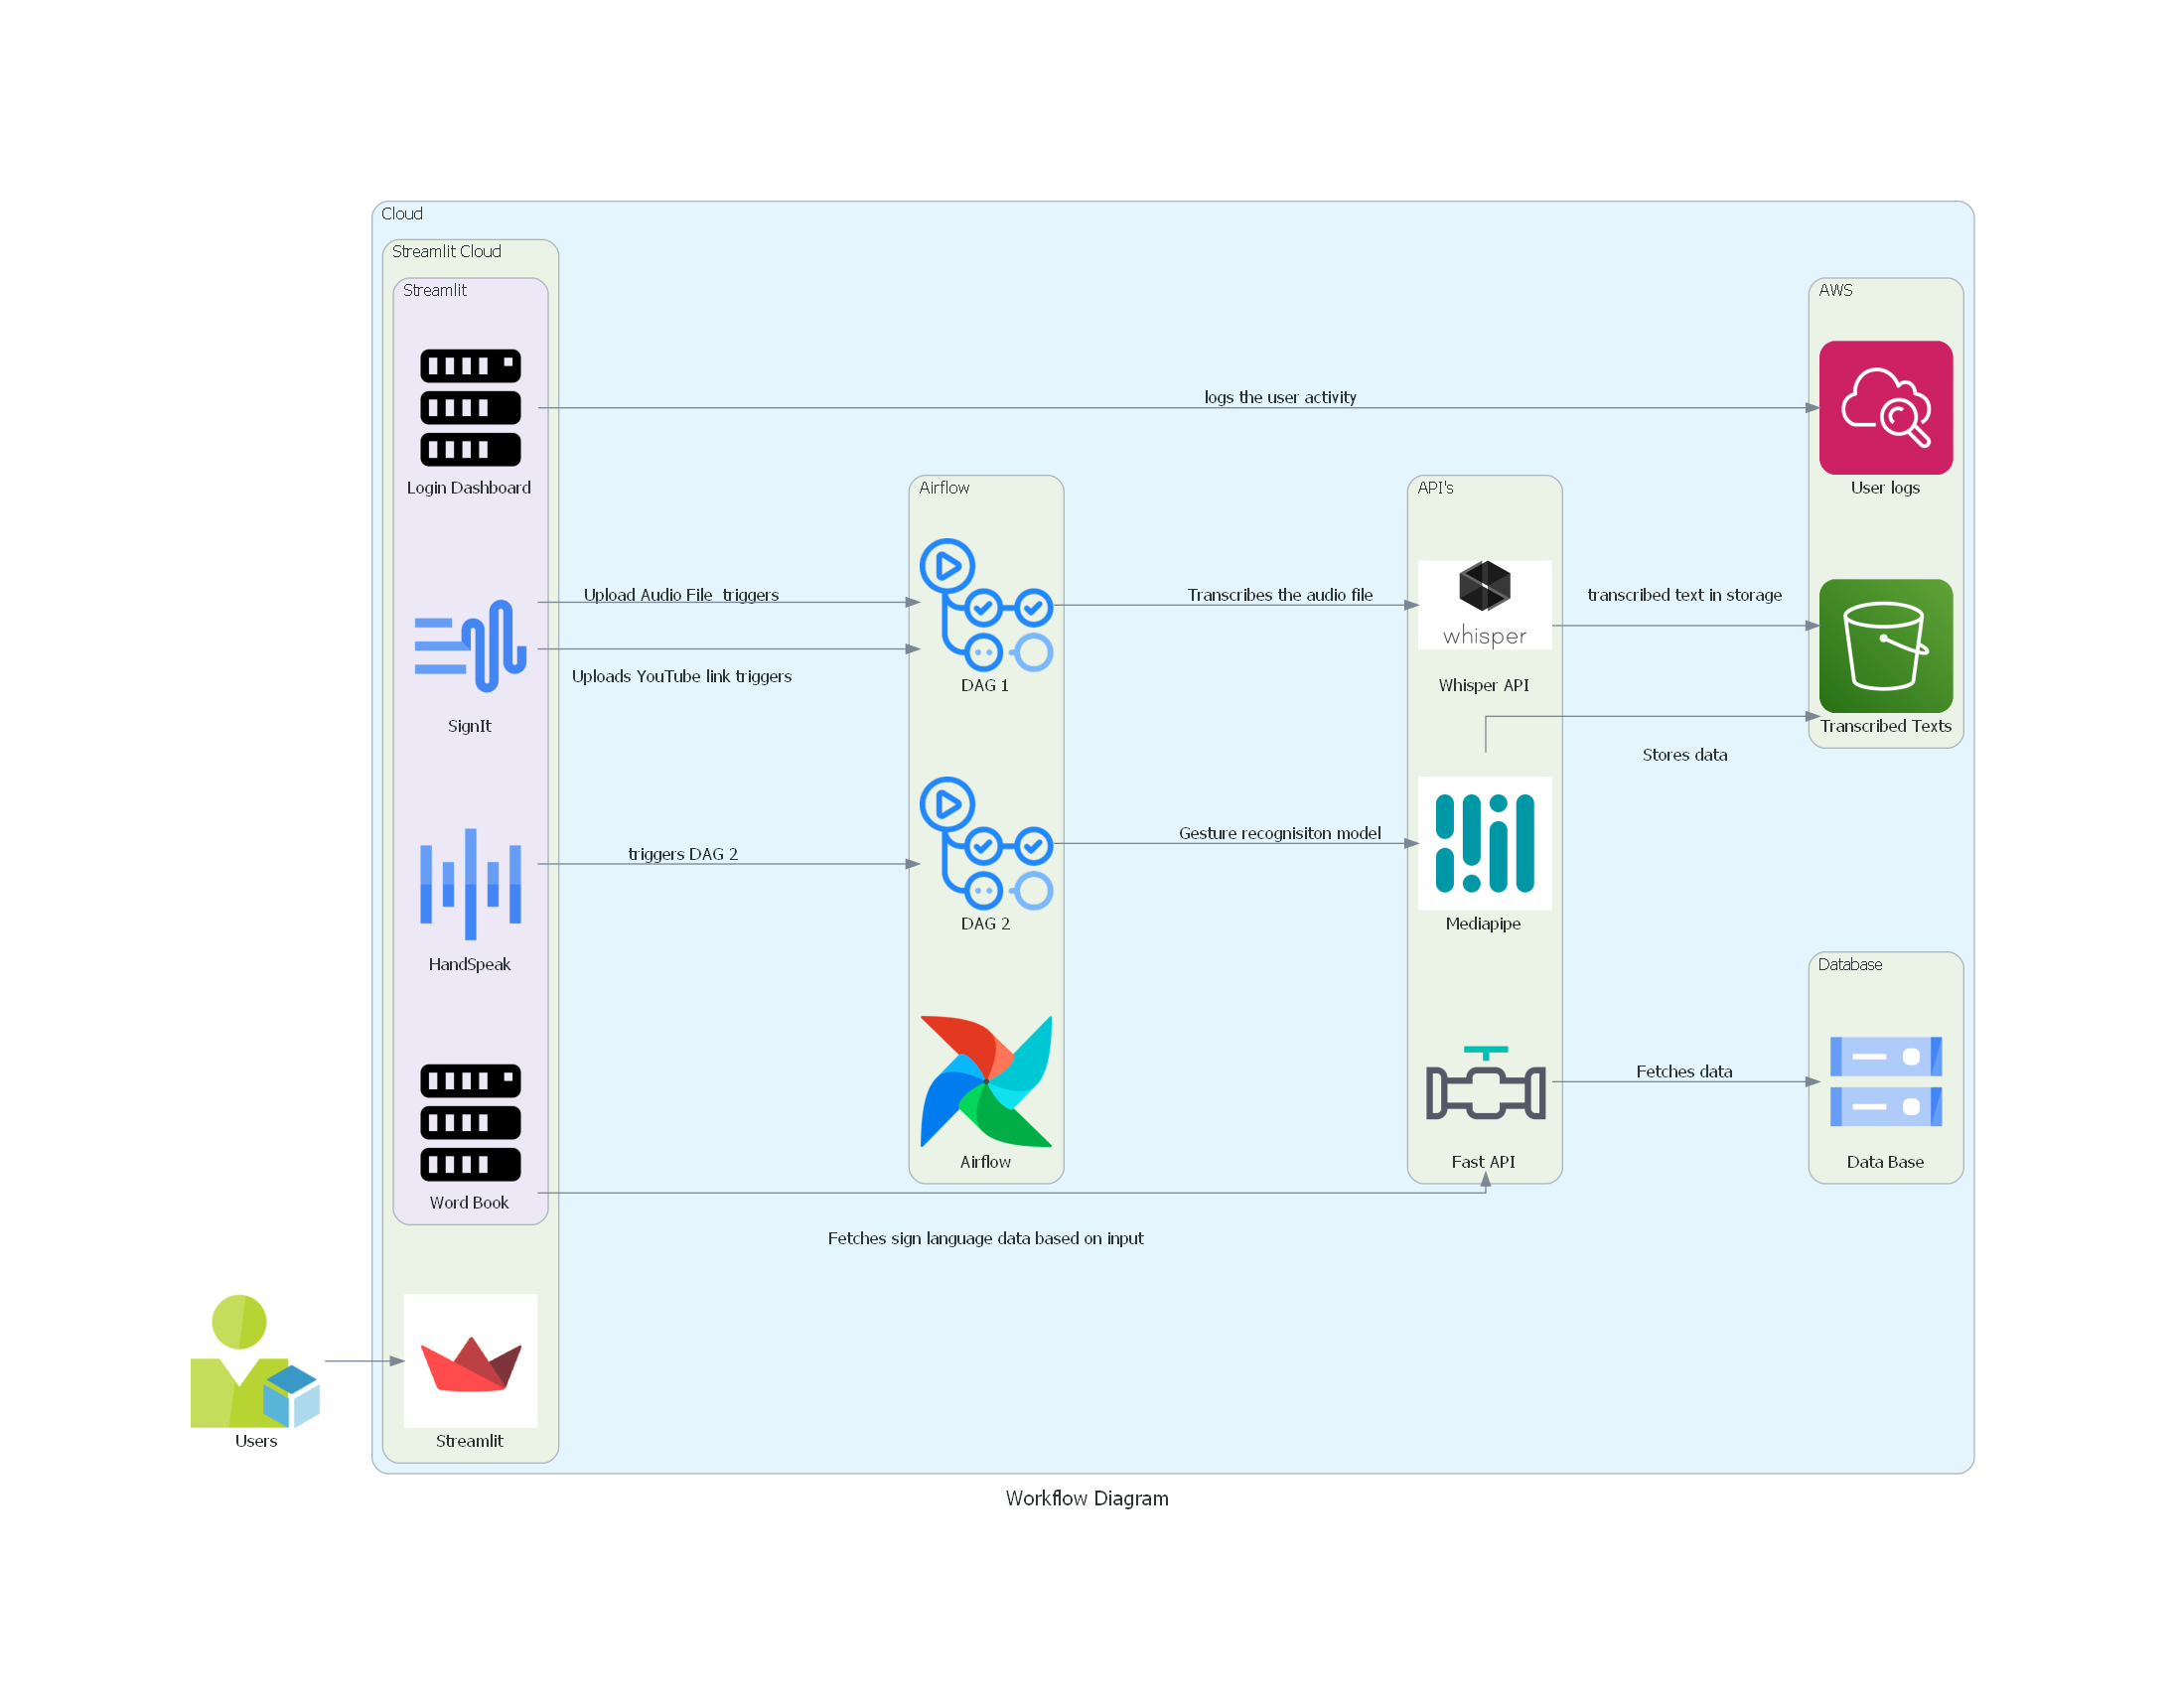 Cloud
Streamlit Cloud
Streamlit
AWS
logs the user activity
Login Dashboard
Airflow
API's
User logs
Upload Audio File  triggers
Transcribes the audio file
transcribed text in storage
whisper
Uploads YouTube link triggers
DAG 1
Whisper API
SignIt
Transcribed Texts
Stores data
triggers DAG 2
Gesture recognisiton model
DAG 2
Mediapipe
HandSpeak
Database
Fetches data
Airflow
Fast API
Data Base
Word Book
Fetches sign language data based on input
Users
Streamlit
Workflow Diagram